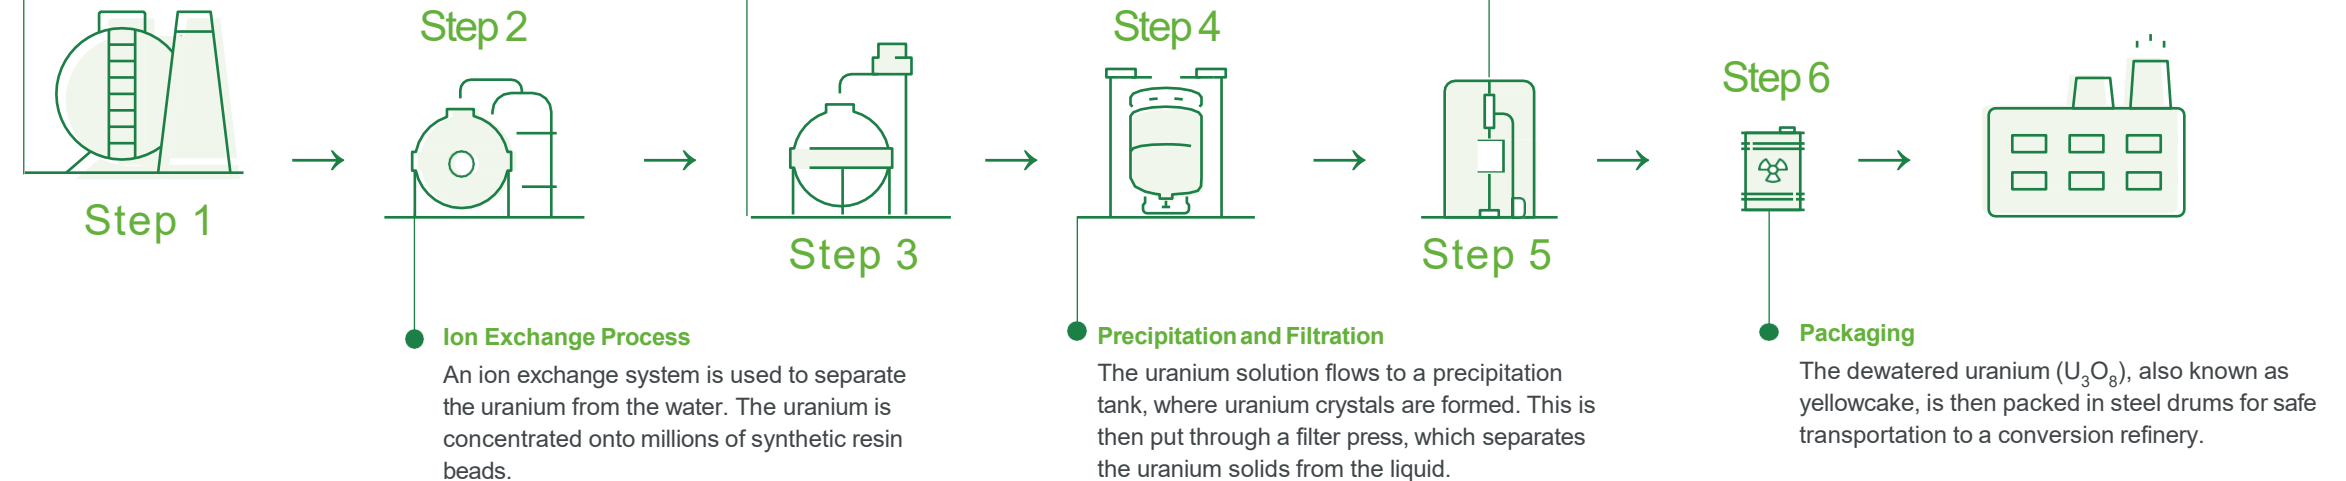 Step 1
Step 2
Step 3
Step 4
Step 5
Step 6
Ion Exchange Process
An ion exchange system is used to separate
the uranium from the water. The uranium is
concentrated onto millions of synthetic resin
beads.
Precipitation and Filtration
The uranium solution flows to a precipitation
tank, where uranium crystals are formed. This is
then put through a filter press, which separates
the uranium solids from the liquid.
Packaging
The dewatered uranium (U₃O₈), also known as
yellowcake, is then packed in steel drums for safe
transportation to a conversion refinery.